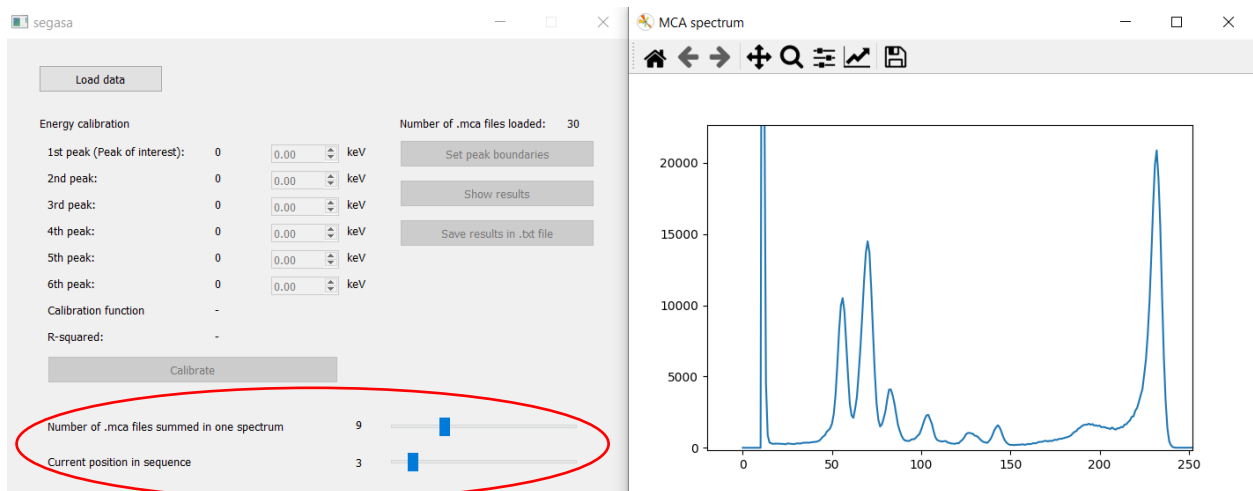 segasa
Load data
Energy calibration
Number of .mca files loaded: 30
1st peak (Peak of interest): 0 0.00 keV
Set peak boundaries
2nd peak: 0 0.00 keV
Show results
3rd peak: 0 0.00 keV
4th peak: 0 0.00 keV
Save results in .txt file
5th peak: 0 0.00 keV
6th peak: 0 0.00 keV
Calibration function -
R-squared: -
Calibrate
Number of .mca files summed in one spectrum 9
Current position in sequence 3
MCA spectrum
20000
15000
10000
5000
0
0 50 100 150 200 250